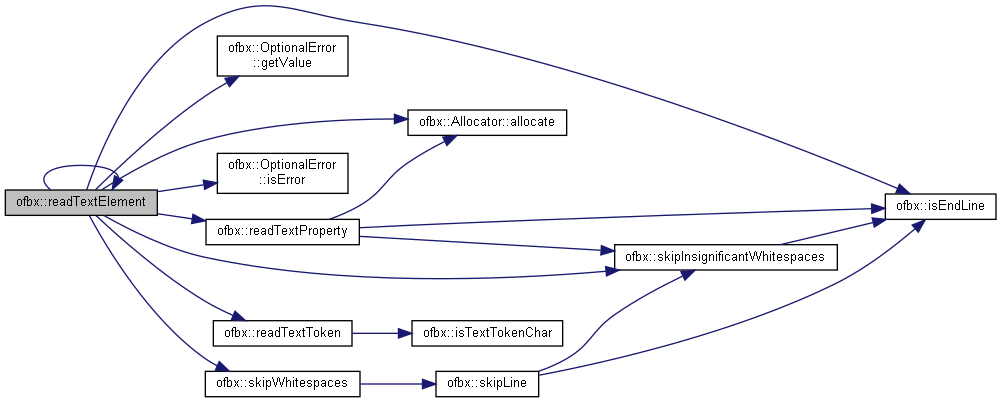 ofbx::OptionalError
::getValue
ofbx::Allocator::allocate
ofbx::OptionalError
::isError
ofbx::readTextElement
ofbx::isEndLine
ofbx::readTextProperty
ofbx::skipInsignificantWhitespaces
ofbx::readTextToken
ofbx::isTextTokenChar
ofbx::skipWhitespaces
ofbx::skipLine